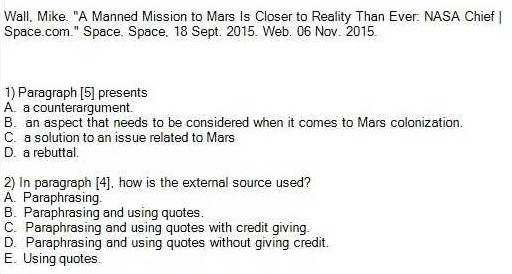 Wall, Mike. "A Manned Mission to Mars Is Closer to Reality Than Ever: NASA Chief |
Space.com." Space. Space, 18 Sept. 2015. Web. 06 Nov. 2015.
1) Paragraph [5] presents
A. a counterargument.
B. an aspect that needs to be considered when it comes to Mars colonization.
C. a solution to an issue related to Mars
D. a rebuttal.
2) In paragraph [4], how is the external source used?
A. Paraphrasing.
B. Paraphrasing and using quotes.
C. Paraphrasing and using quotes with credit giving.
D. Paraphrasing and using quotes without giving credit.
E. Using quotes.